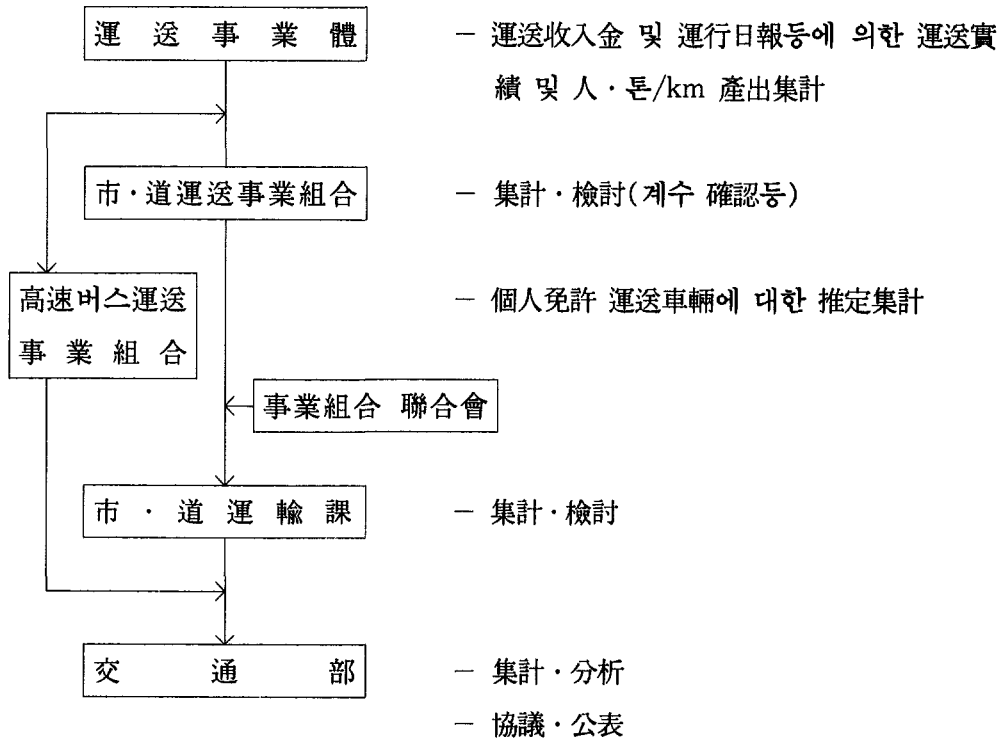 運送事業體
－ 運送收入金 및 運行日報등에 의한 運送實
績 및 人·톤/km 產出集計
市·道運送事業組合
－ 集計·檢討(계수 確認등)
高速버스運送
事業組合
－ 個人免許 運送車輛에 대한 推定集計
事業組合 聯合會
市·道運輸課
－ 集計·檢討
交通部
－ 集計·分析
－ 協議·公表